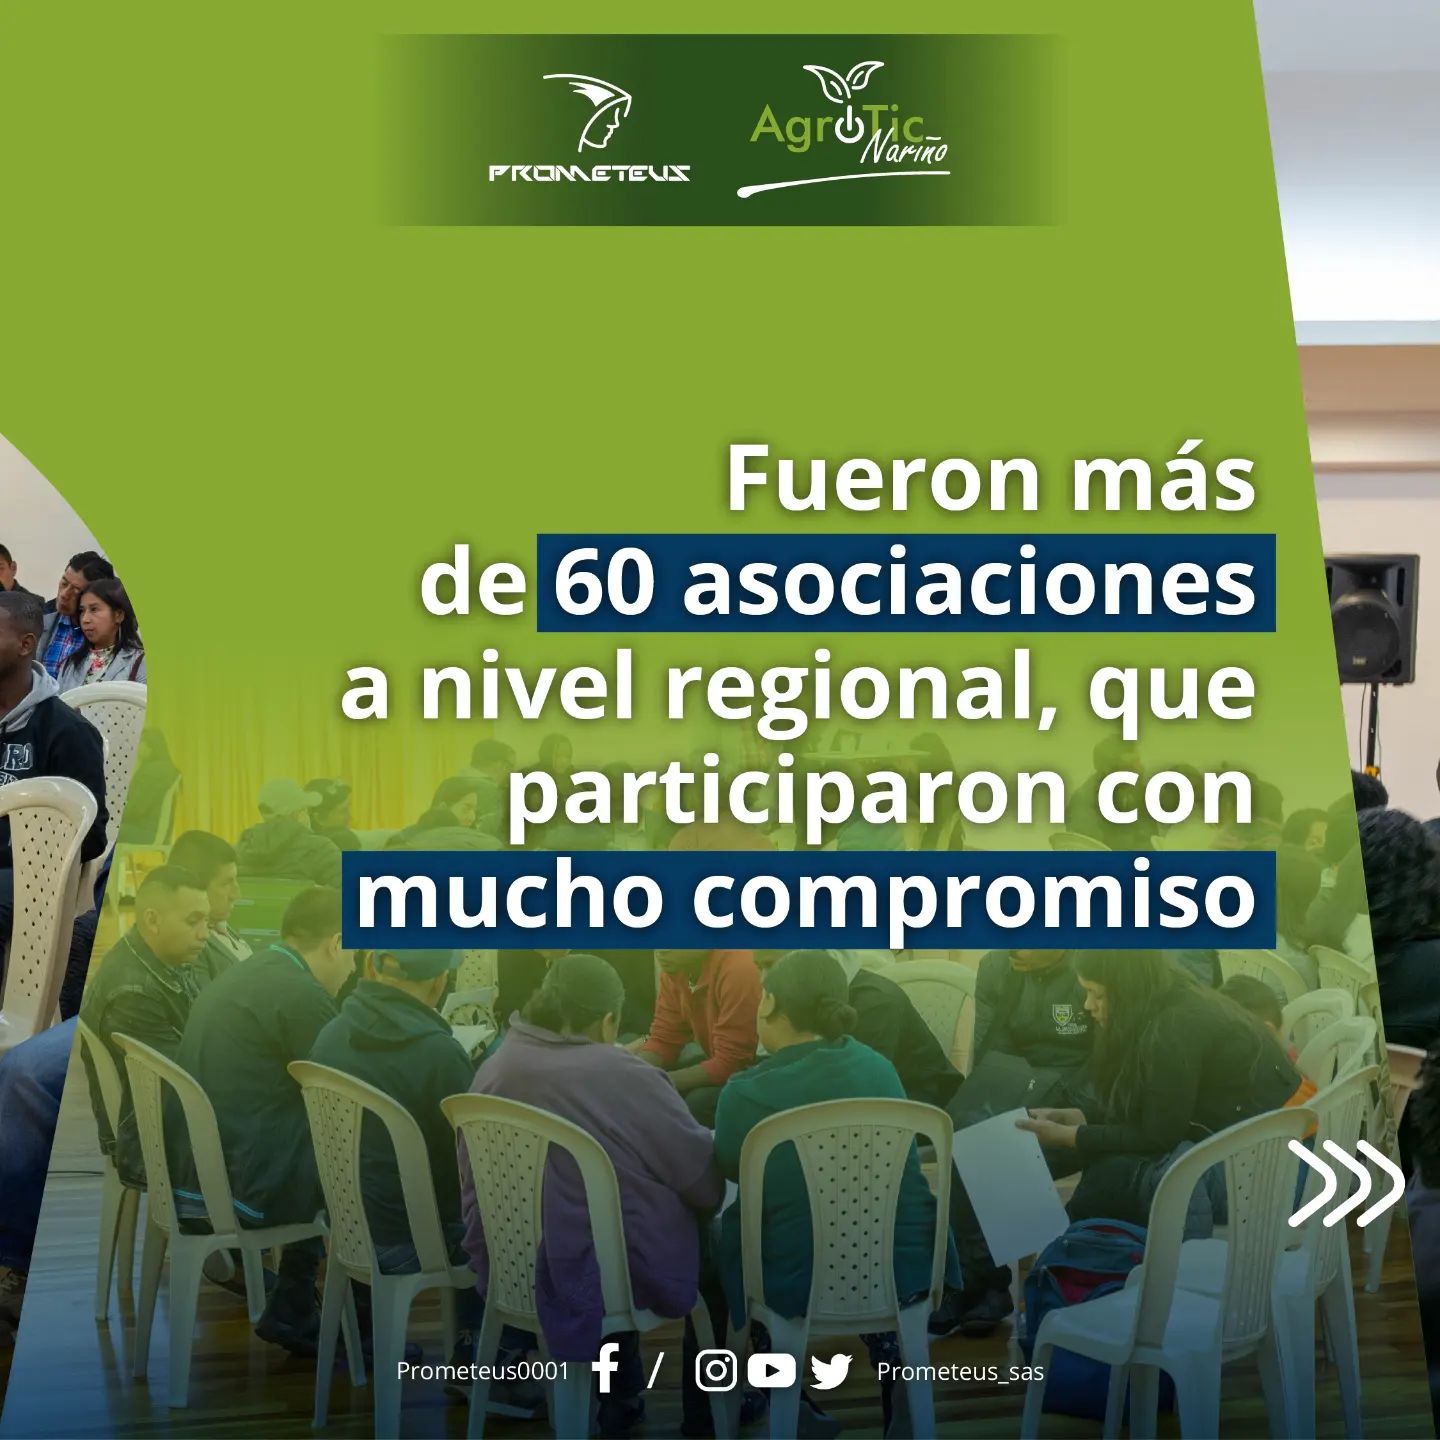 PROMETEUS
AgroTic
Nariño
Fueron más
de 60 asociaciones
a nivel regional, que
participaron con
mucho compromiso
Prometeus0001 / Prometeus_sas